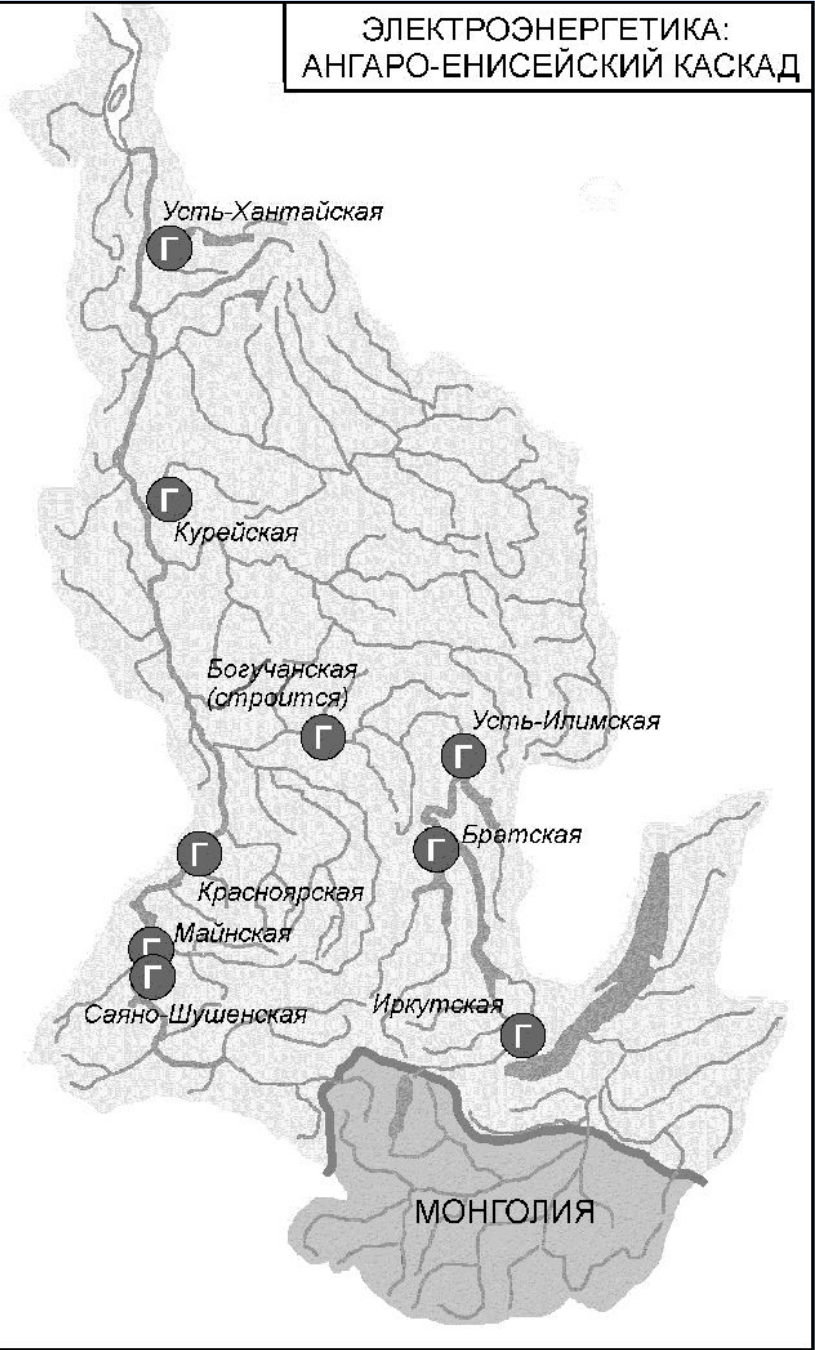 ЭЛЕКТРОЭНЕРГЕТИКА:
АНГАРО-ЕНИСЕЙСКИЙ КАСКАД
Усть-Хантайская
Г
Г
Курейская
Богучанская
(строится)
Г
Усть-Илимская
Г
Братская
Г
Г
Красноярская
Майнская
Г
Г
Саяно-Шушенская
Иркутская
Г
МОНГОЛИЯ